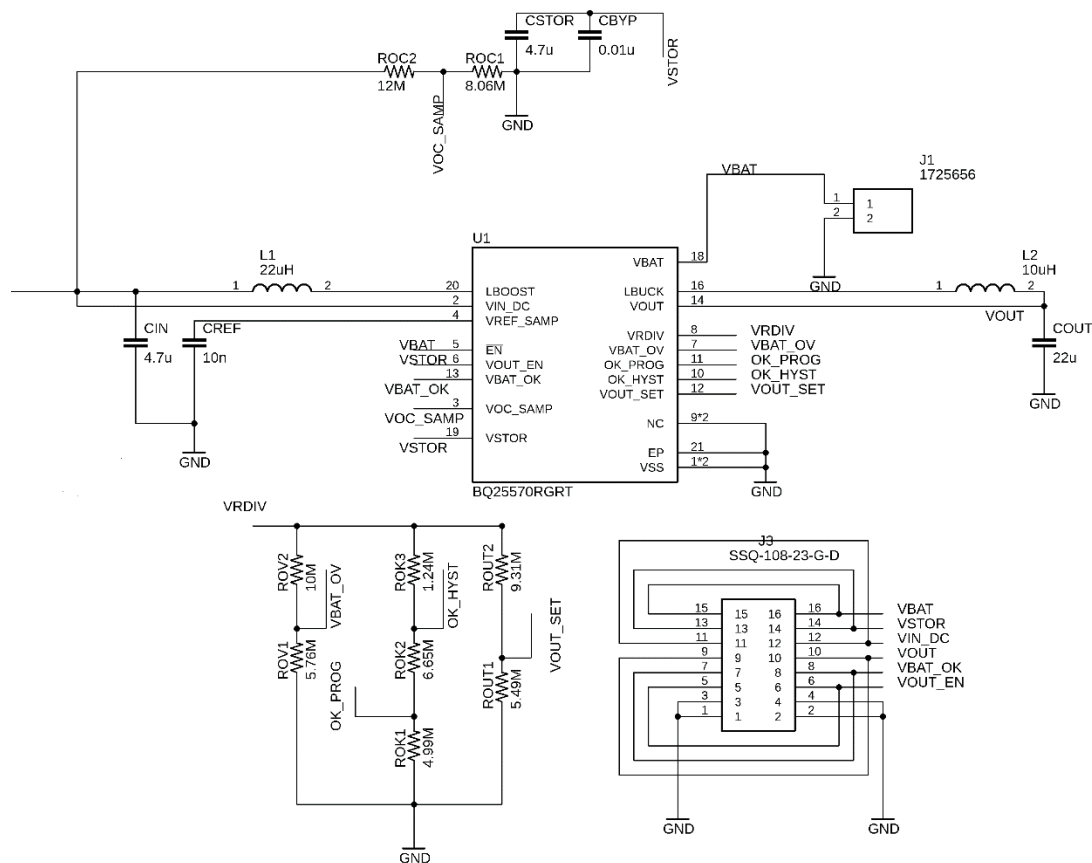 CSTOR
4.7u
CBYP
0.01u
VSTOR
ROC2
12M
ROC1
8.06M
VOC_SAMP
GND
VBAT
J1
1725656
1 1
2 2
GND
U1
L1
22uH
1 2
20 LBOOST
2 VIN_DC
4 VREF_SAMP
VBAT 5 EN
VSTOR 6 VOUT_EN
VBAT_OK 13 VBAT_OK
VOC_SAMP 3 VOC_SAMP
VSTOR 19 VSTOR
VBAT 18
LBUCK 16
VOUT 14
VRDIV 8 VRDIV
VBAT_OV 7 VBAT_OV
OK_PROG 11 OK_PROG
OK_HYST 10 OK_HYST
VOUT_SET 12 VOUT_SET
NC 9*2
EP 21
VSS 1*2
GND
BQ25570RGRT
L2
10uH
1 2
VOUT
COUT
22u
GND
CIN
4.7u
CREF
10n
GND
VRDIV
ROV2
10M
VBAT_OV
ROV1
5.76M
ROK3
1.24M
OK_HYST
ROK2
6.65M
OK_PROG
ROK1
4.99M
ROUT2
9.31M
VOUT_SET
ROUT1
5.49M
GND
J3
SSQ-108-23-G-D
15 15 16 16 VBAT
13 13 14 14 VSTOR
11 11 12 12 VIN_DC
9 9 10 10 VOUT
7 7 8 8 VBAT_OK
5 5 6 6 VOUT_EN
3 3 4 4
1 1 2 2
GND
GND